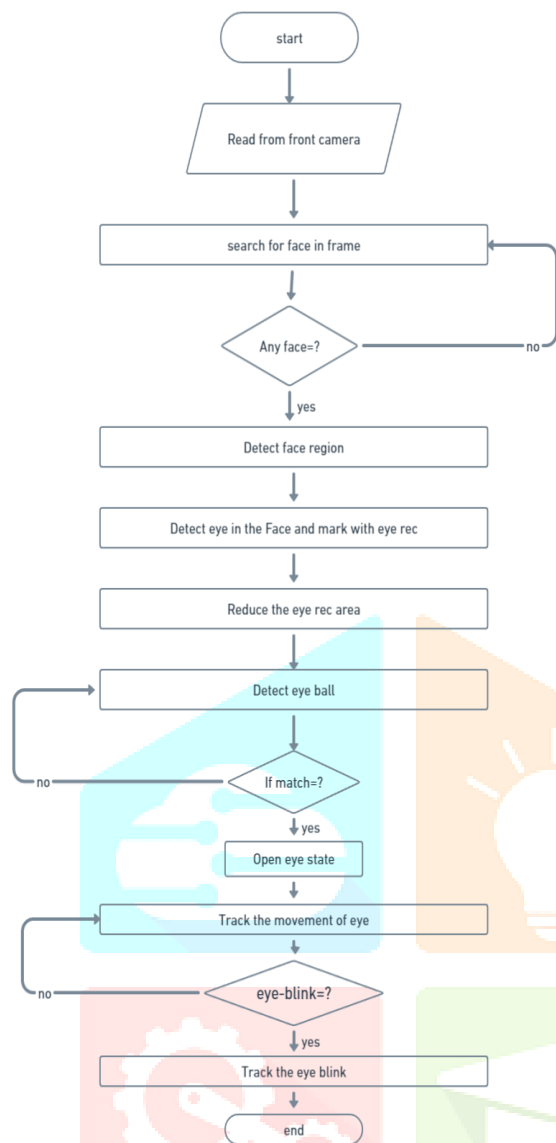 start
Read from front camera
search for face in frame
Any face=?
no
yes
Detect face region
Detect eye in the Face and mark with eye rec
Reduce the eye rec area
Detect eye ball
no
If match=?
yes
Open eye state
Track the movement of eye
no
eye-blink=?
yes
Track the eye blink
end